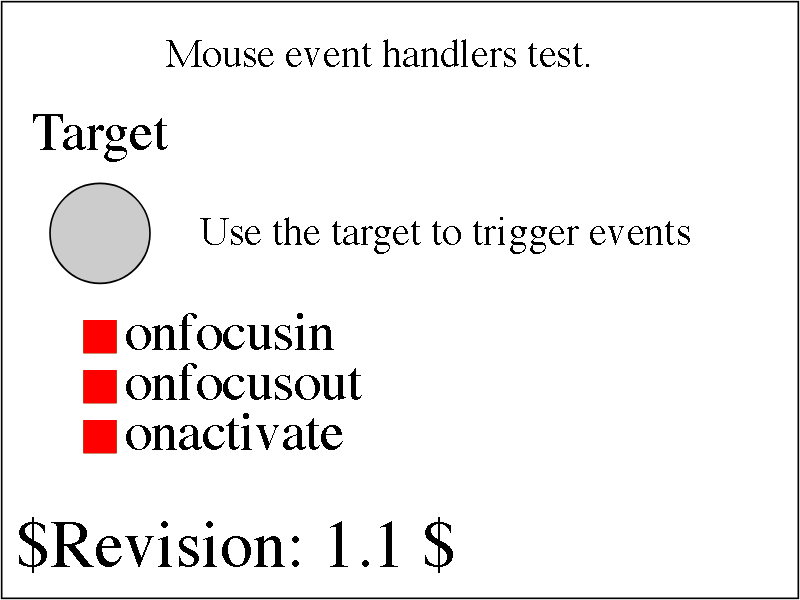 Mouse event handlers test.
Target
Use the target to trigger events
onfocusin
onfocusout
onactivate
$Revision: 1.1 $